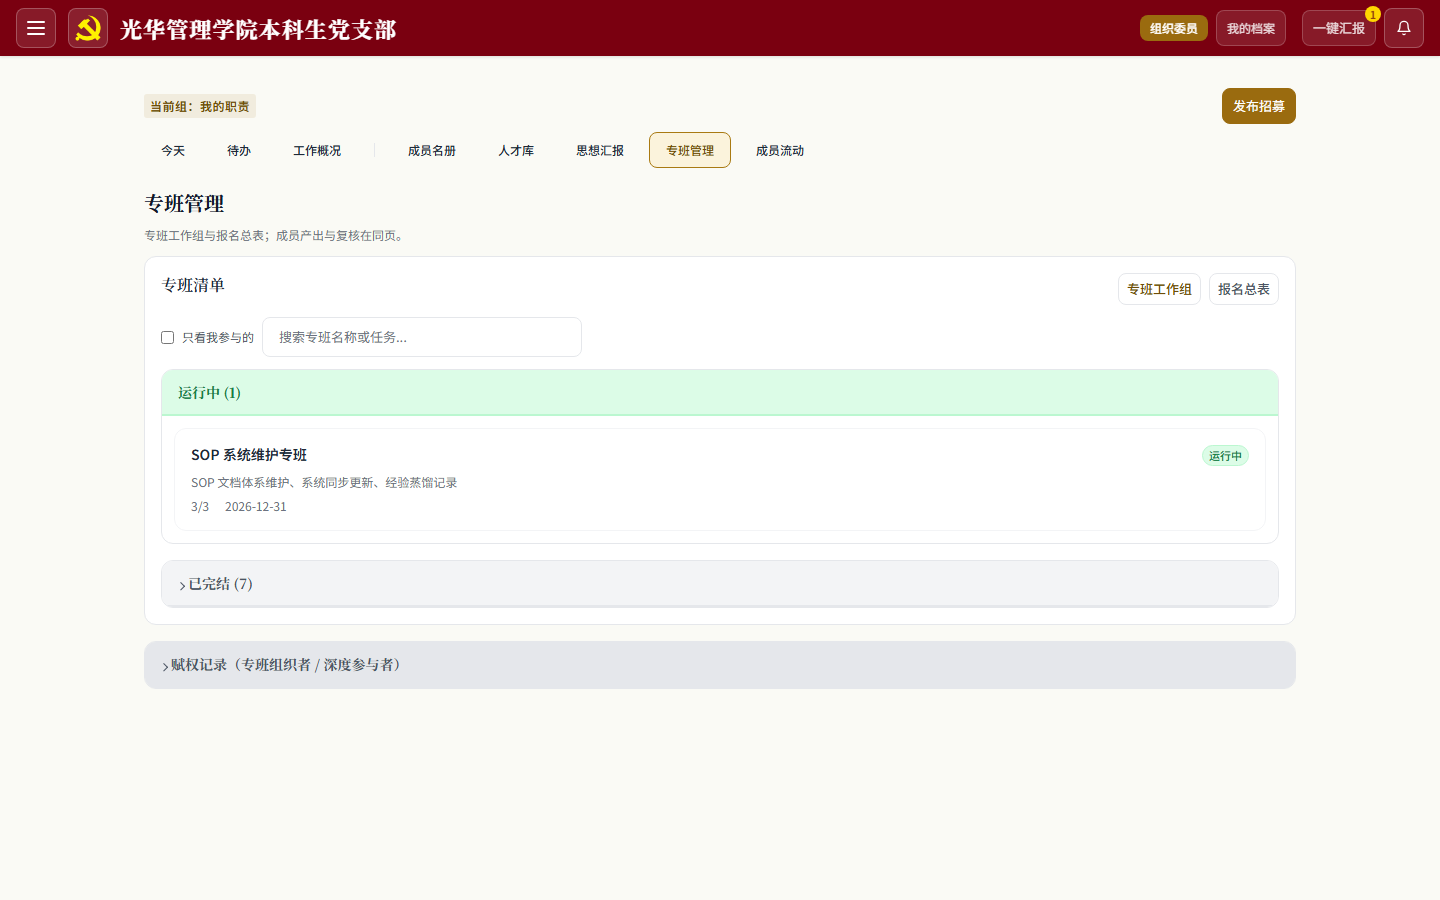 光华管理学院本科生党支部
组织委员
我的档案
一键汇报
1
当前组：我的职责
发布招募
今天
待办
工作概况
成员名册
人才库
思想汇报
专班管理
成员流动
专班管理
专班工作组与报名总表；成员产出与复核在同页。
专班清单
专班工作组
报名总表
只看我参与的
搜索专班名称或任务...
运行中 (1)
SOP 系统维护专班
运行中
SOP 文档体系维护、系统同步更新、经验蒸馏记录
3/3 2026-12-31
已完结 (7)
赋权记录（专班组织者 / 深度参与者）